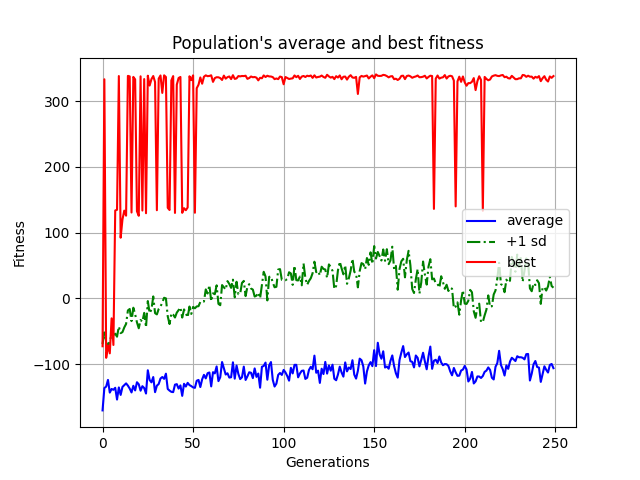 Population's average and best fitness
Fitness
300
200
100
0
−100
average
+1 sd
best
0 50 100 150 200 250
Generations